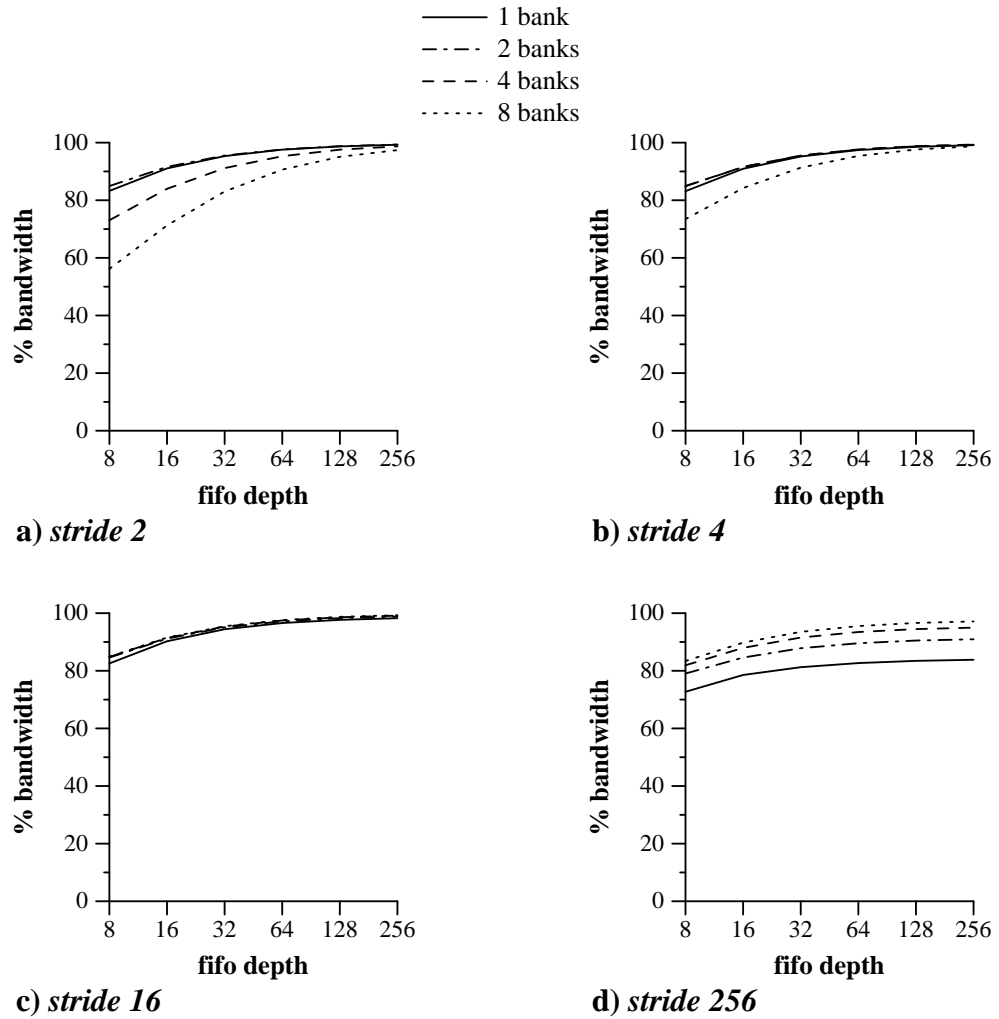 1 bank
2 banks
4 banks
8 banks
100
80
60
40
20
0
% bandwidth
8 16 32 64 128 256
fifo depth
a) stride 2
100
80
60
40
20
0
% bandwidth
8 16 32 64 128 256
fifo depth
b) stride 4
100
80
60
40
20
0
% bandwidth
8 16 32 64 128 256
fifo depth
c) stride 16
100
80
60
40
20
0
% bandwidth
8 16 32 64 128 256
fifo depth
d) stride 256